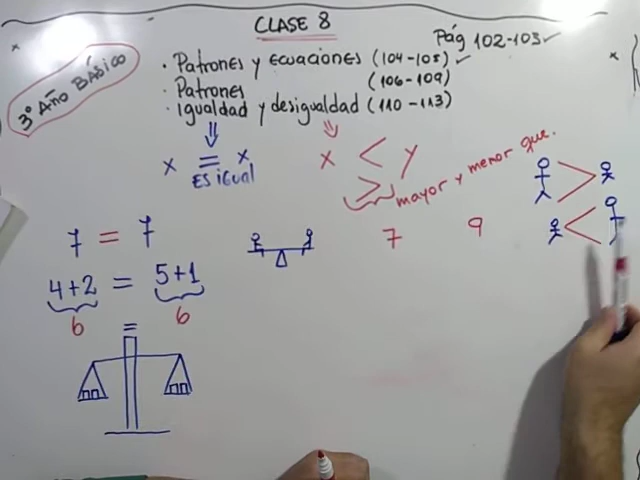 CLASE 8
Pág 102-103
3° AÑO BÁSICO
· Patrones y Ecuaciones (104-105)
· Patrones (106-109)
· Igualdad y desigualdad (110-113)
x = x
ES igual
x < y
>
mayor y menor que.
>
<
7 = 7
7 9
4+2 = 5+1
6 6
=